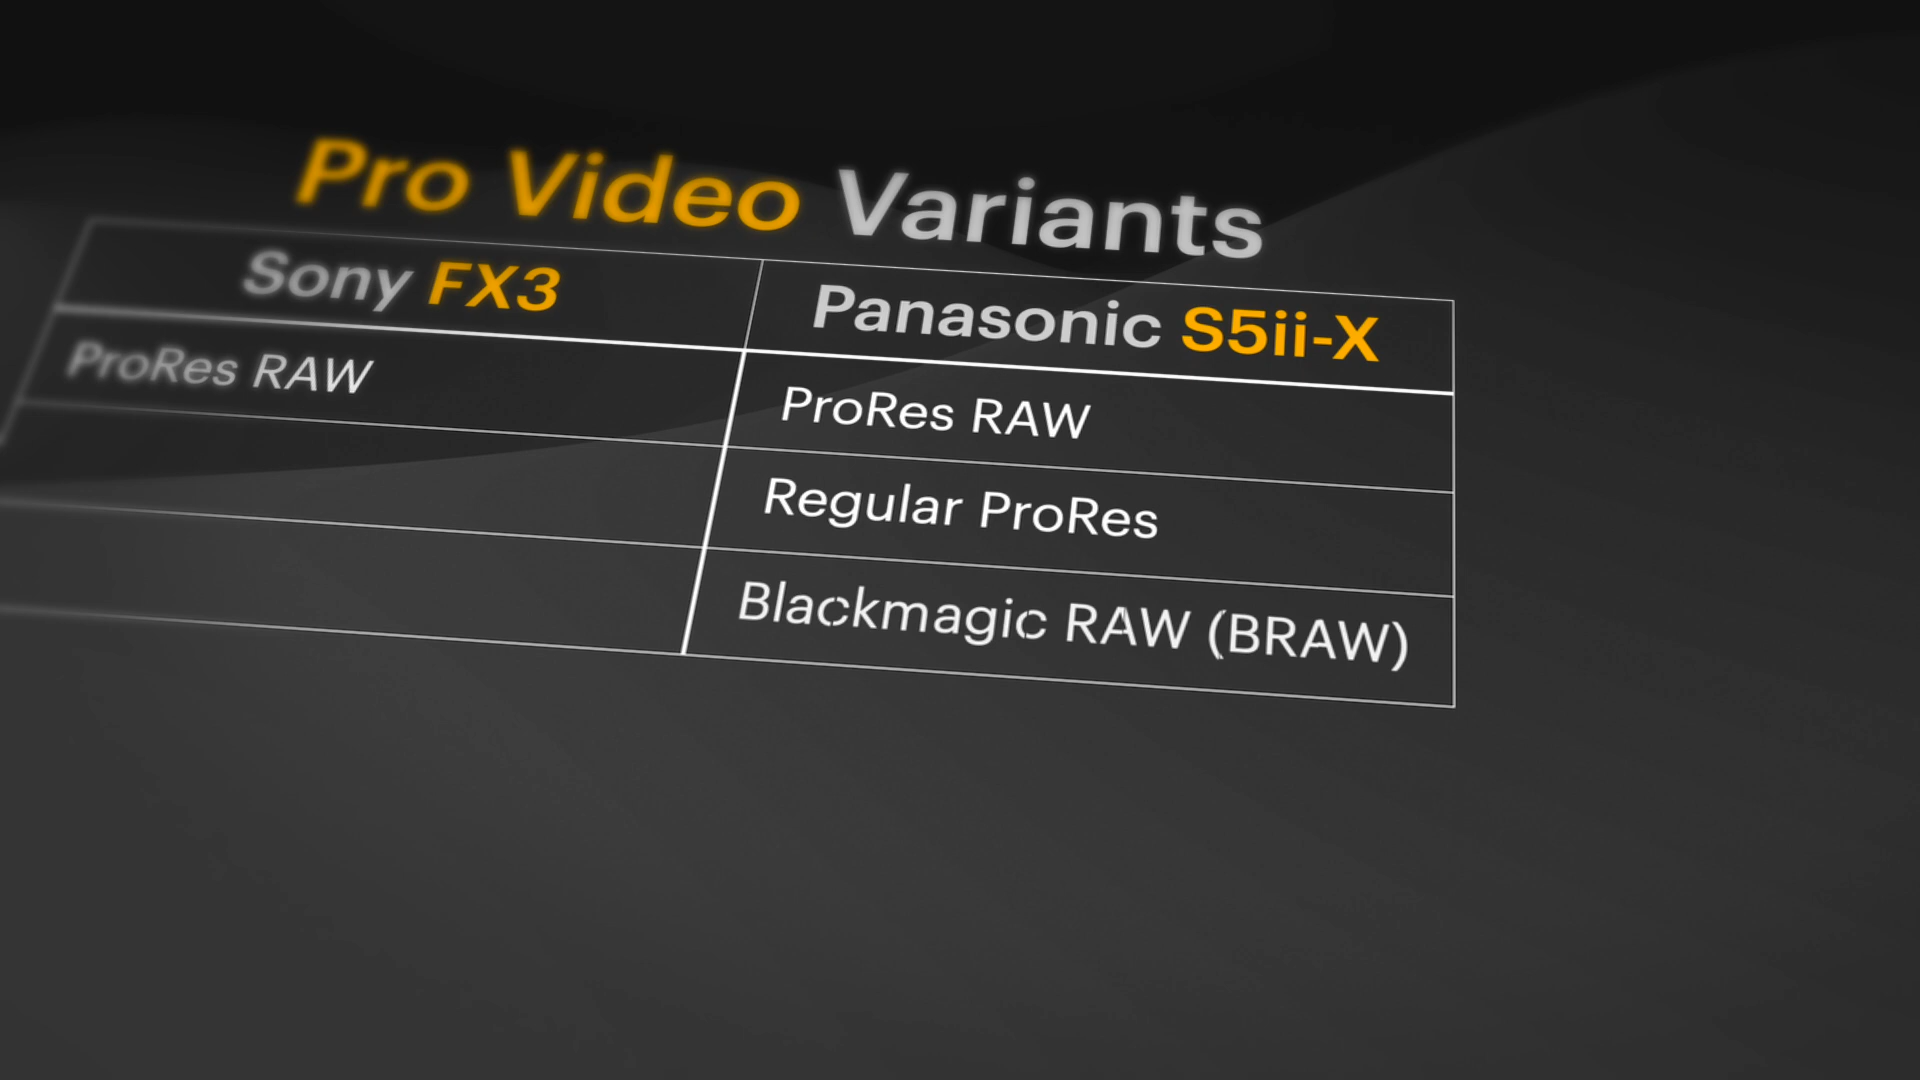 Pro Video Variants
Sony FX3
Panasonic S5ii-X
ProRes RAW
ProRes RAW
Regular ProRes
Blackmagic RAW (BRAW)